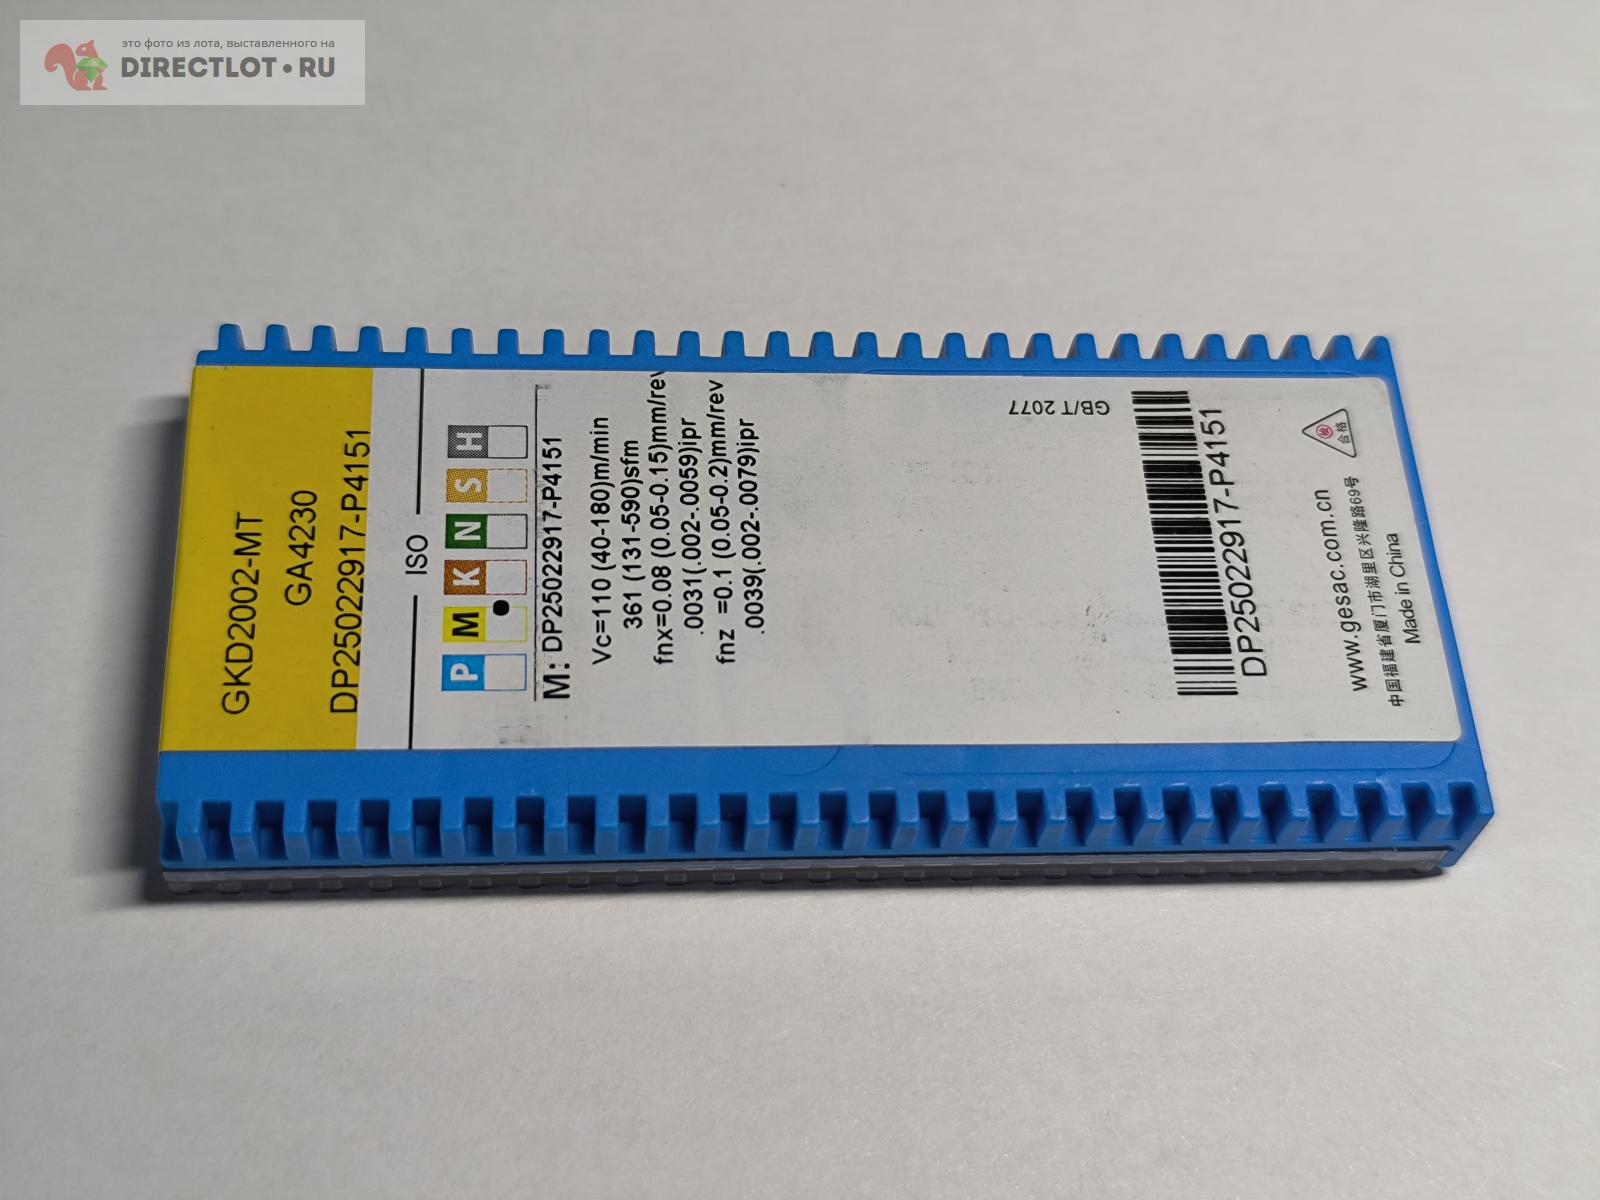 это фото из лота, выставленного на
DIRECTLOT•RU
GKD2002-MT
GA4230
DP25022917-P4151
ISO
P M K N S H
M: DP25022917-P4151
Vc=110 (40-180)m/min
361 (131-590)sfm
fnx=0.08 (0.05-0.15)mm/rev
.0031(.002-.0059)ipr
fnz =0.1 (0.05-0.2)mm/rev
.0039(.002-.0079)ipr
GB/T 2077
DP25022917-P4151
合格
www.gesac.com.cn
中国福建省厦门市湖里区兴隆路69号
Made in China